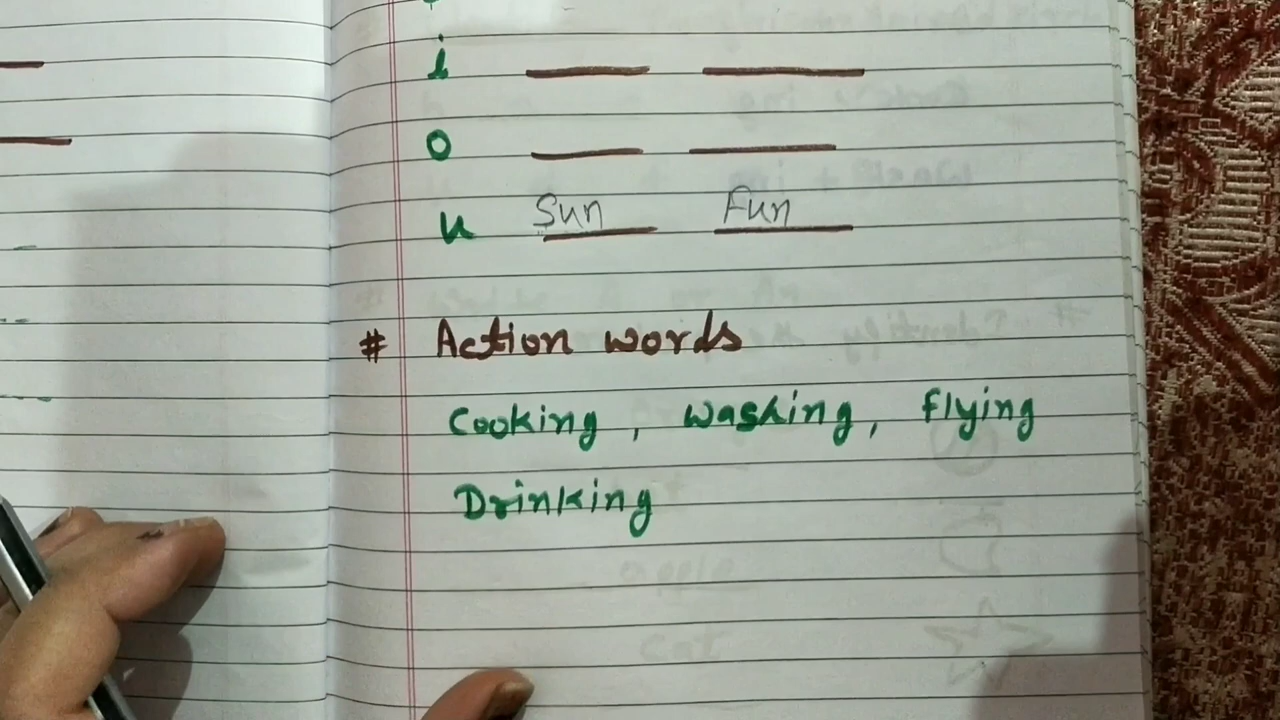 i
o
u Sun Fun
# Action words
Cooking, washing, flying
Drinking